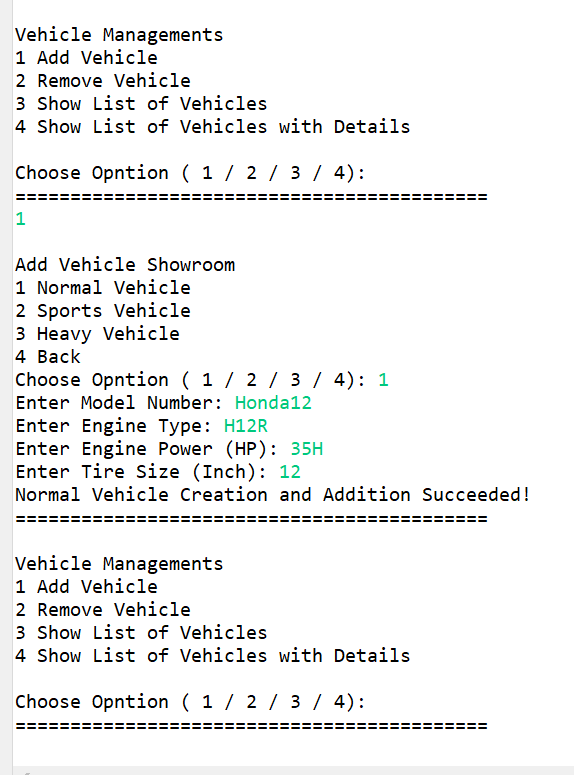 Vehicle Managements
1 Add Vehicle
2 Remove Vehicle
3 Show List of Vehicles
4 Show List of Vehicles with Details
Choose Opntion ( 1 / 2 / 3 / 4):
===========================================
1
Add Vehicle Showroom
1 Normal Vehicle
2 Sports Vehicle
3 Heavy Vehicle
4 Back
Choose Opntion ( 1 / 2 / 3 / 4): 1
Enter Model Number: Honda12
Enter Engine Type: H12R
Enter Engine Power (HP): 35H
Enter Tire Size (Inch): 12
Normal Vehicle Creation and Addition Succeeded!
===========================================
Vehicle Managements
1 Add Vehicle
2 Remove Vehicle
3 Show List of Vehicles
4 Show List of Vehicles with Details
Choose Opntion ( 1 / 2 / 3 / 4):
===========================================